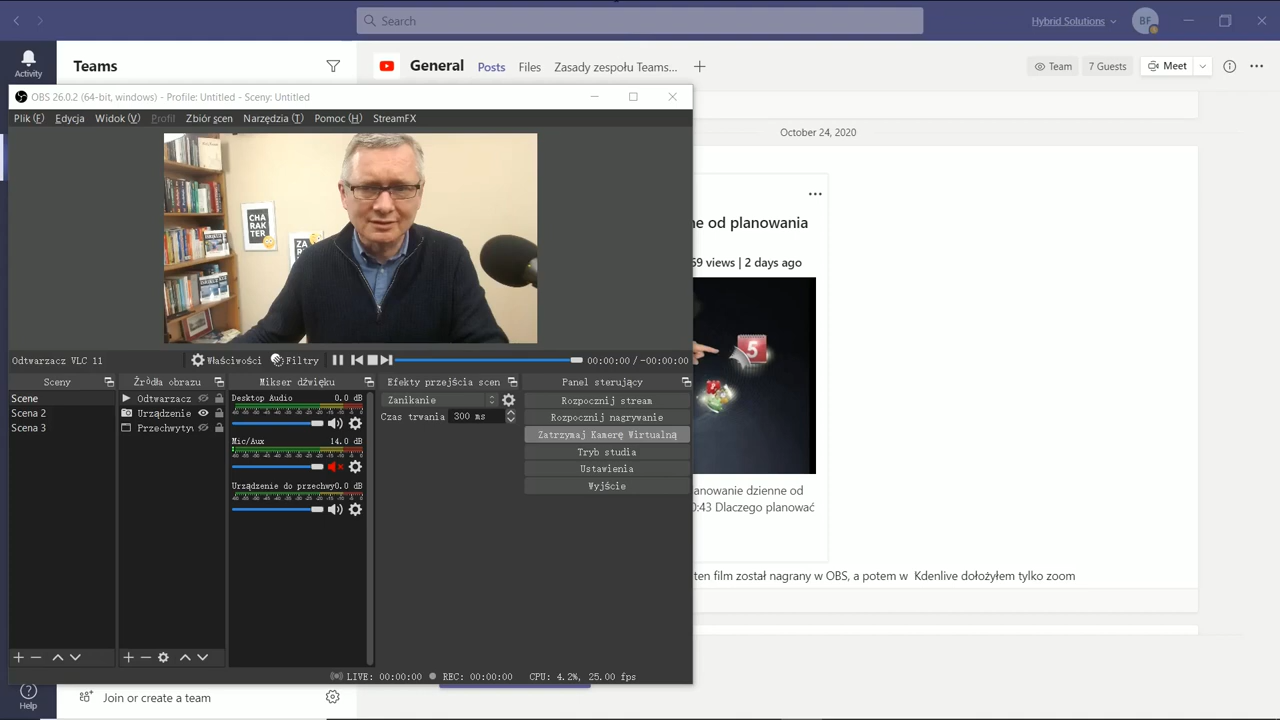 Search
Hybrid Solutions
BF
Activity
Teams
General
Posts
Files
Zasady zespołu Teams...
Team
7 Guests
Meet
OBS 26.0.2 (64-bit, windows) - Profile: Untitled - Sceny: Untitled
Plik (F)
Edycja
Widok (V)
Profil
Zbiór scen
Narzędzia (T)
Pomoc (H)
StreamFX
October 24, 2020
CHA
RAK
TER
ZA
ne od planowania
69 views | 2 days ago
5
Odtwarzacz VLC 11
Właściwości
Filtry
00:00:00 / -00:00:00
Sceny
Scene
Scena 2
Scena 3
Źródła obrazu
Odtwarzacz
Urządzenie
Przechwyty
Mikser dźwięku
Desktop Audio
0.0 dB
Mic/Aux
14.0 dB
Urządzenie do przechwy
0.0 dB
Efekty przejścia scen
Zanikanie
Czas trwania
300 ms
Panel sterujący
Rozpocznij stream
Rozpocznij nagrywanie
Zatrzymaj Kamerę Wirtualną
Tryb studia
Ustawienia
Wyjście
lanowanie dzienne od
0:43 Dlaczego planować
ten film został nagrany w OBS, a potem w Kdenlive dołożyłem tylko zoom
LIVE: 00:00:00
REC: 00:00:00
CPU: 4.2%, 25.00 fps
Help
Join or create a team